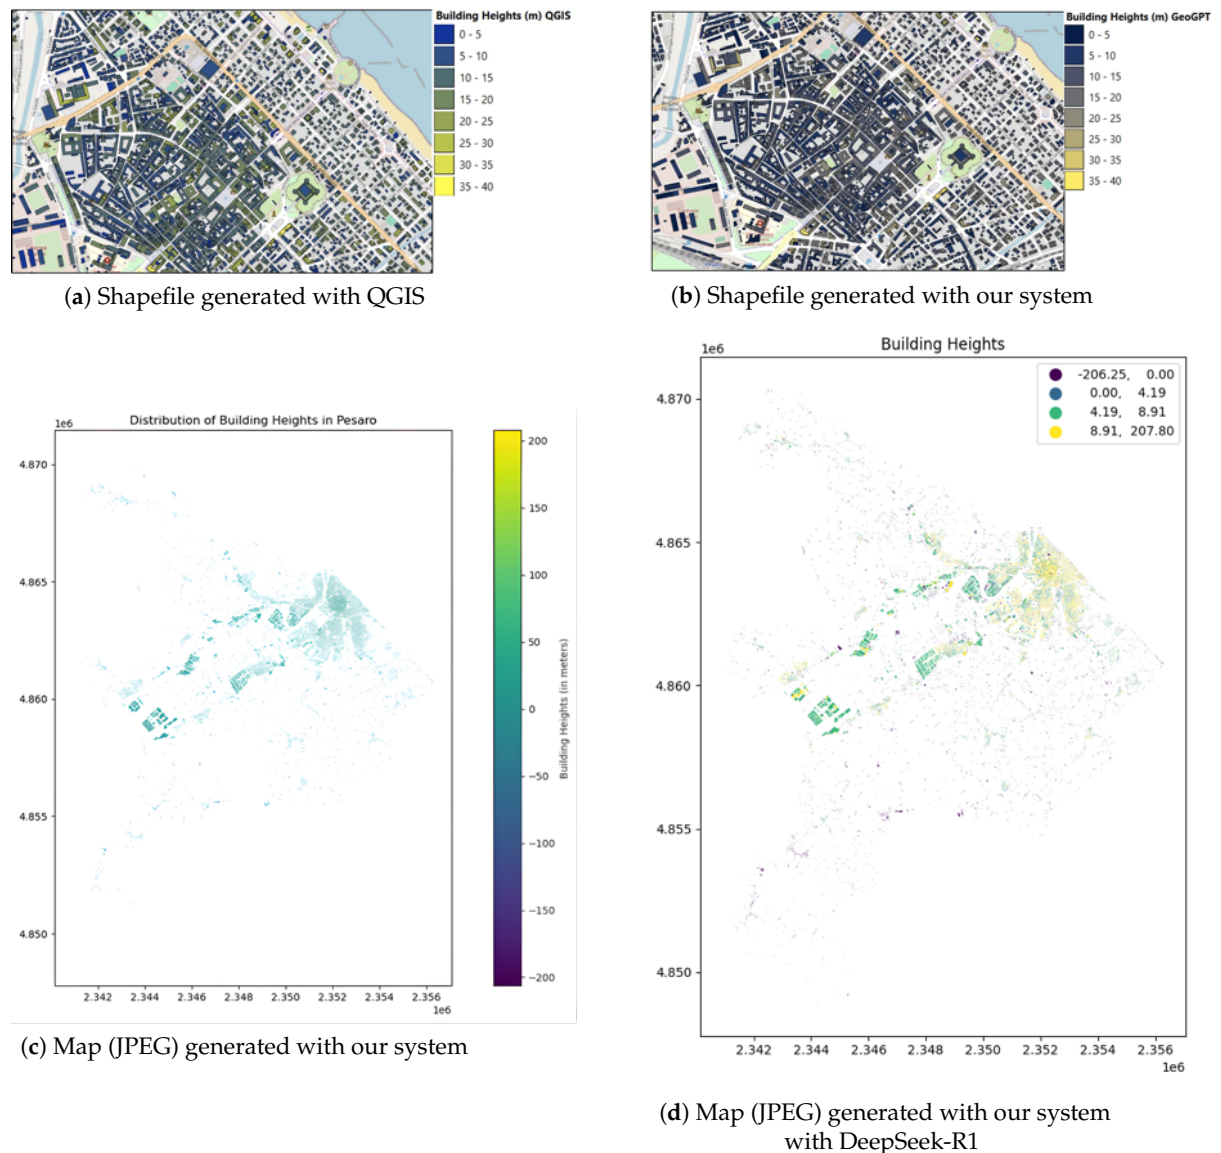 Building Heights (m) QGIS
0 - 5
5 - 10
10 - 15
15 - 20
20 - 25
25 - 30
30 - 35
35 - 40
(a) Shapefile generated with QGIS
Building Heights (m) GeoGPT
0 - 5
5 - 10
10 - 15
15 - 20
20 - 25
25 - 30
30 - 35
35 - 40
(b) Shapefile generated with our system
Distribution of Building Heights in Pesaro
1e6
4.870
4.865
4.860
4.855
4.850
2.342 2.344 2.346 2.348 2.350 2.352 2.354 2.356
1e6
200
150
100
50
0
−50
−100
−150
−200
Building Heights (in meters)
(c) Map (JPEG) generated with our system
Building Heights
1e6
-206.25, 0.00
0.00, 4.19
4.19, 8.91
8.91, 207.80
4.870
4.865
4.860
4.855
4.850
2.342 2.344 2.346 2.348 2.350 2.352 2.354 2.356
1e6
(d) Map (JPEG) generated with our system
with DeepSeek-R1